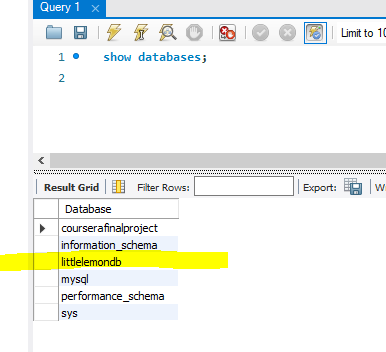 Query 1
Limit to 10
1 show databases;
2
Result Grid Filter Rows: Export:
Database
courserafinalproject
information_schema
littlelemondb
mysql
performance_schema
sys